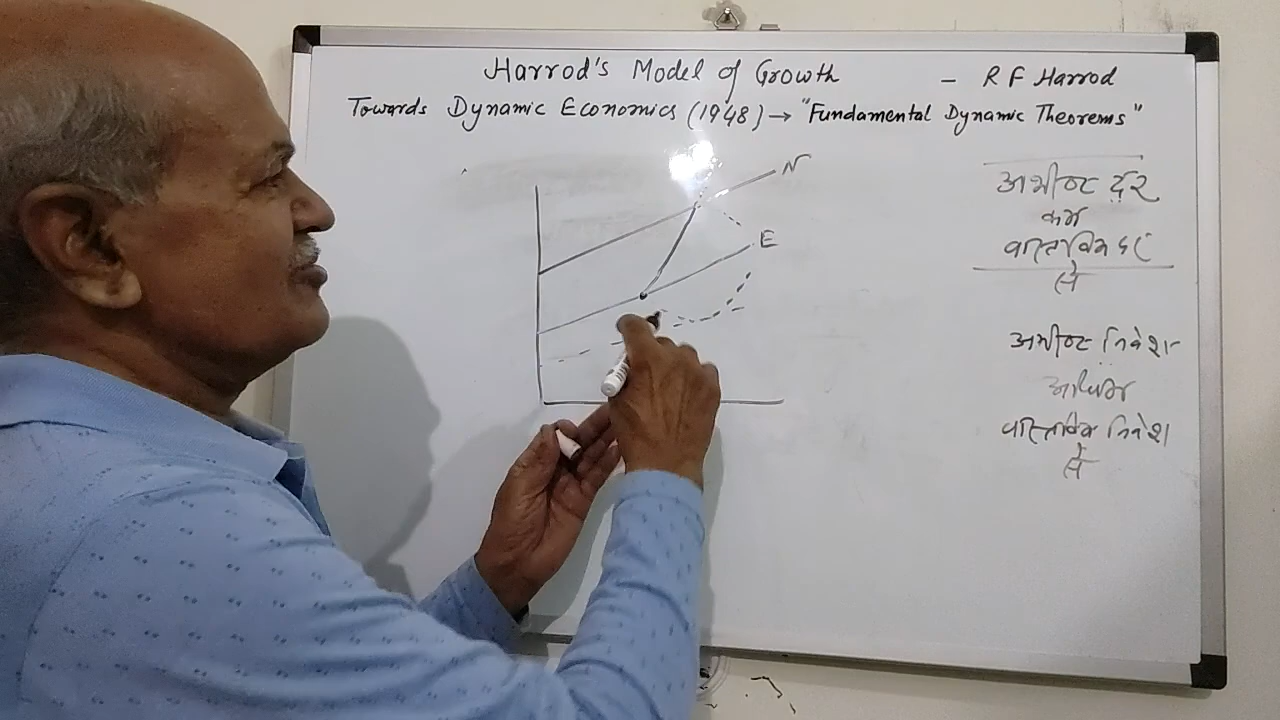 Harrod's Model of Growth - R F Harrod
Towards Dynamic Economics (1948) → "Fundamental Dynamic Theorems"
N
E
अभीष्ट दर
कम
वास्तविक दर
से
अभीष्ट निवेश
अधिक
वास्तविक निवेश
से